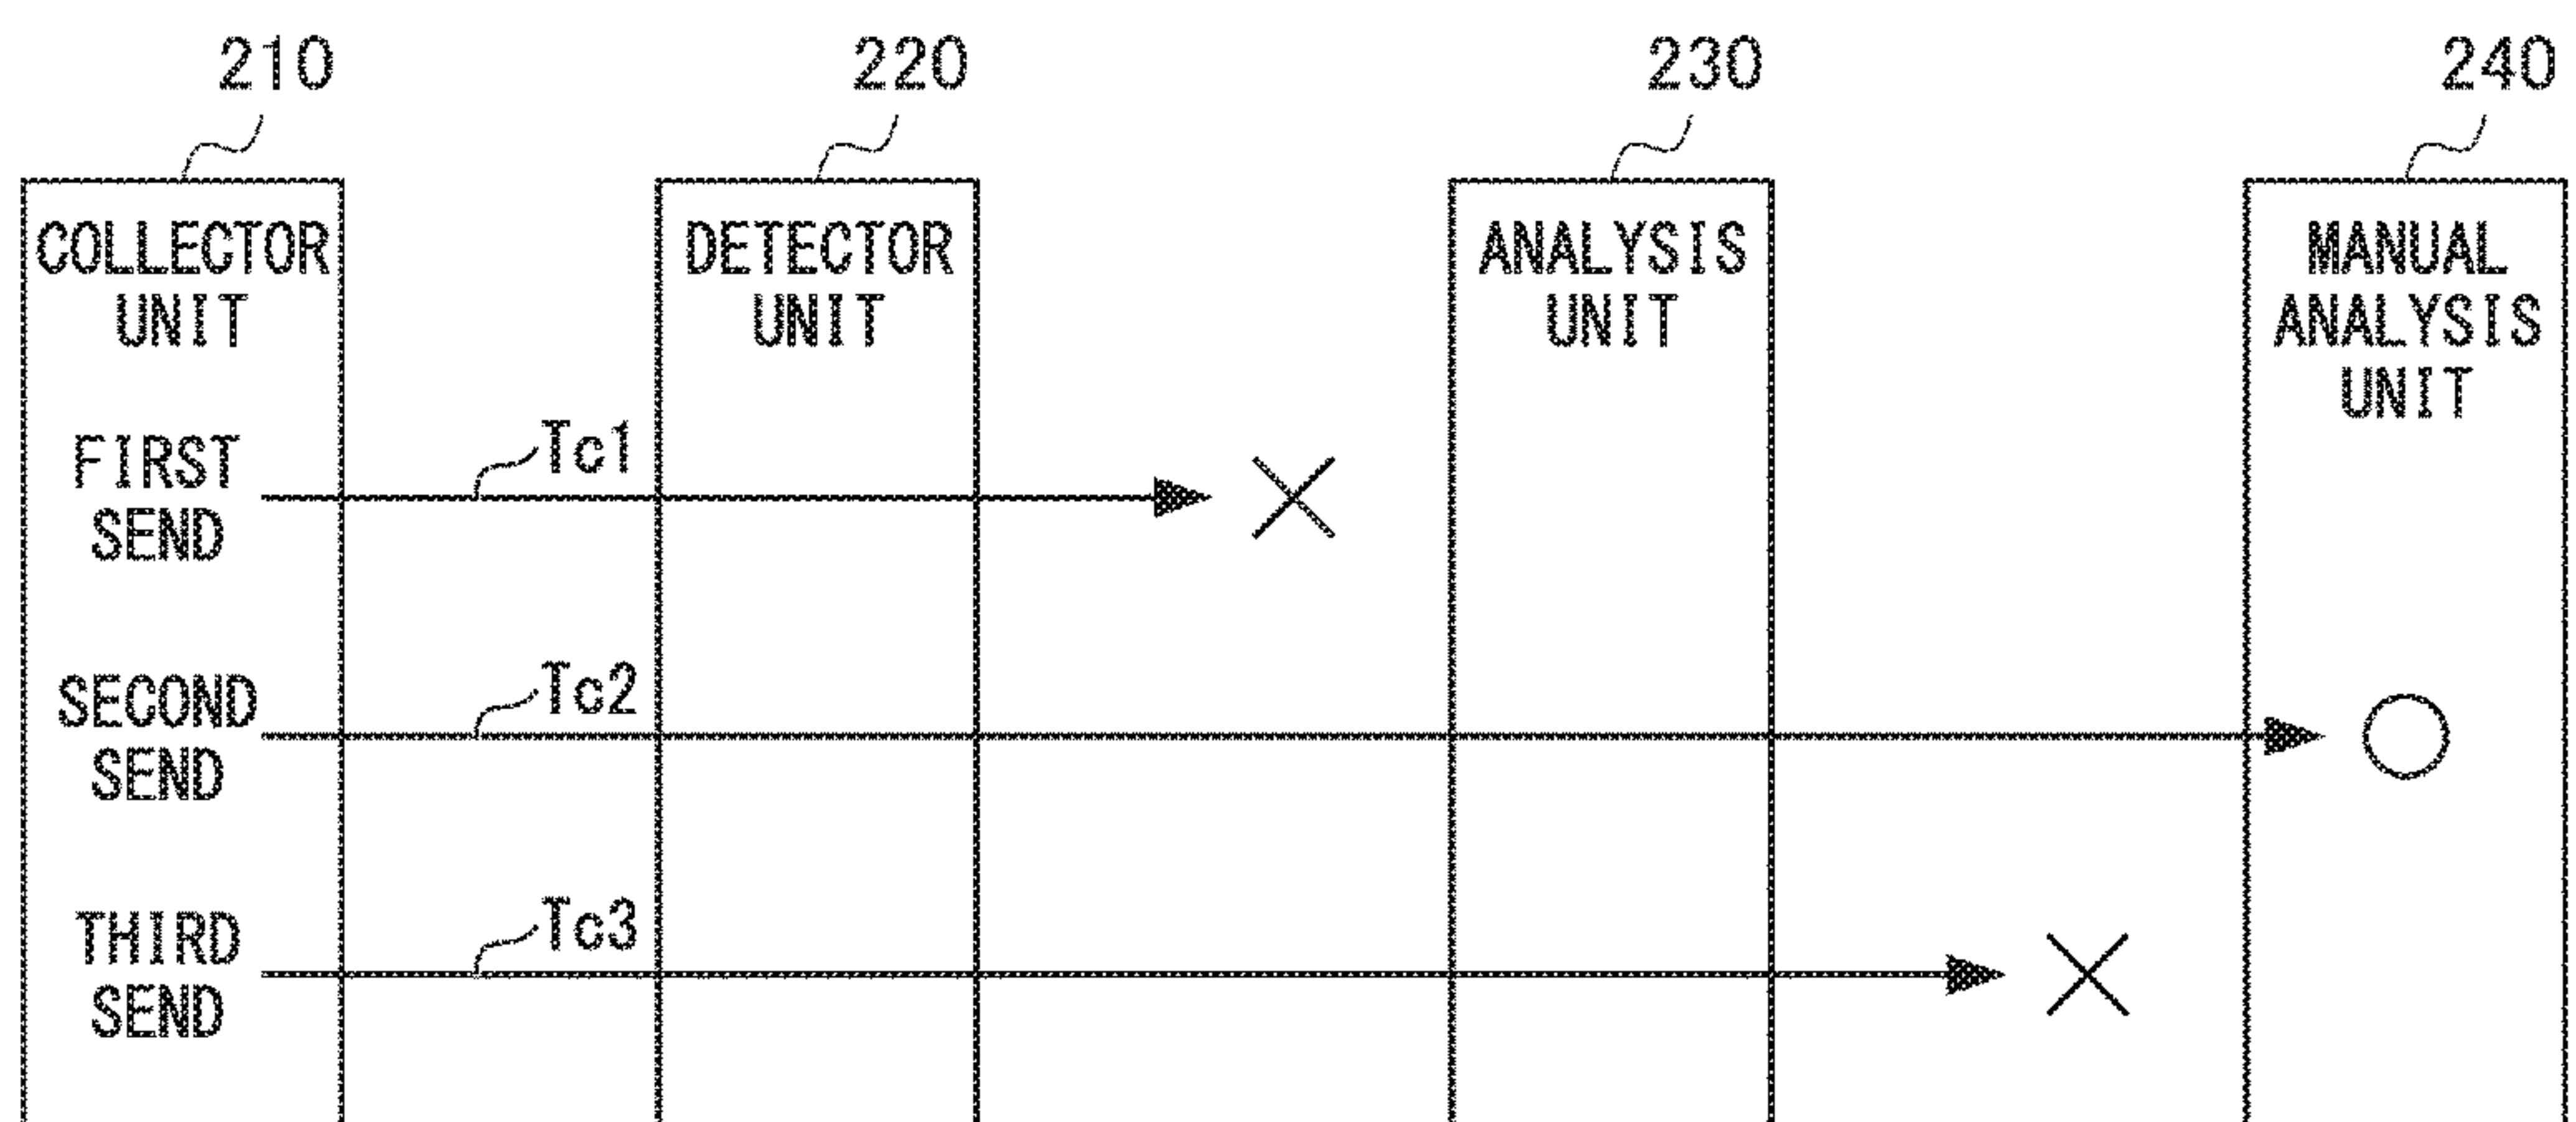 210
220
230
240
COLLECTOR
UNIT
DETECTOR
UNIT
ANALYSIS
UNIT
MANUAL
ANALYSIS
UNIT
FIRST
SEND
Tc1
SECOND
SEND
Tc2
THIRD
SEND
Tc3